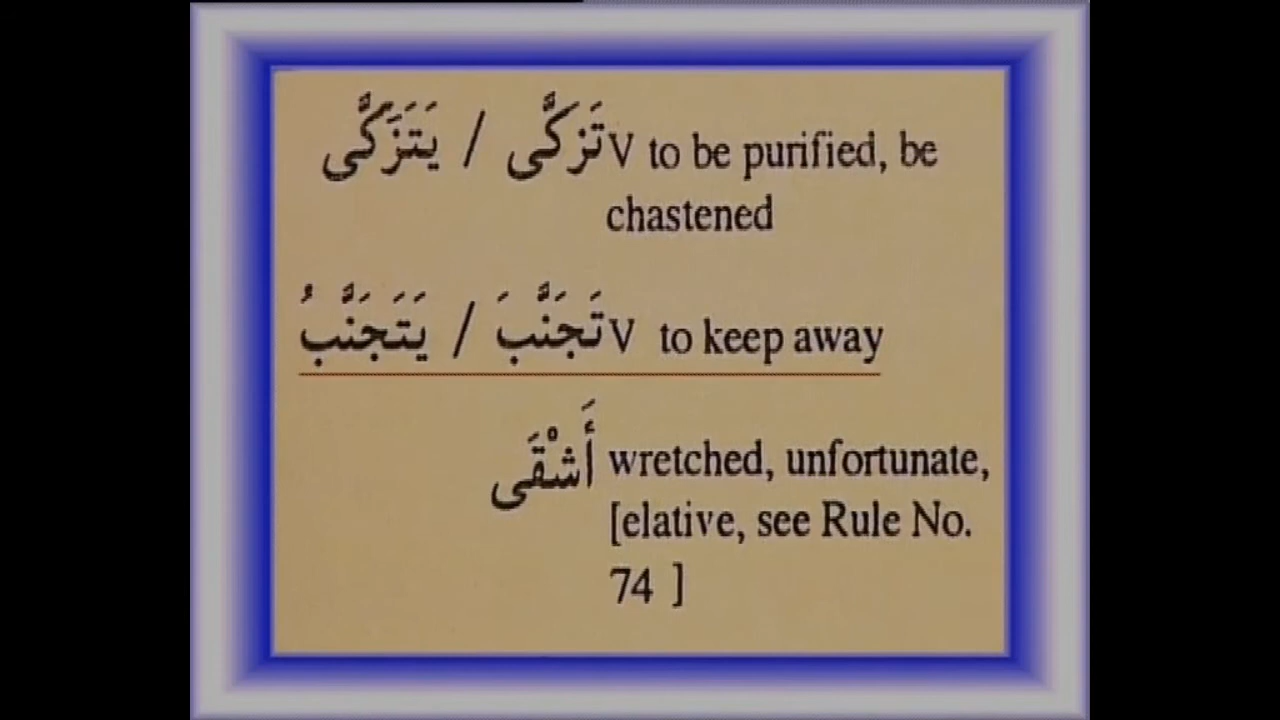 تَزَكَّى / يَتَزَكَّى V to be purified, be
chastened
تَجَنَّبَ / يَتَجَنَّبُ V to keep away
أَشْقَى wretched, unfortunate,
[elative, see Rule No.
74 ]